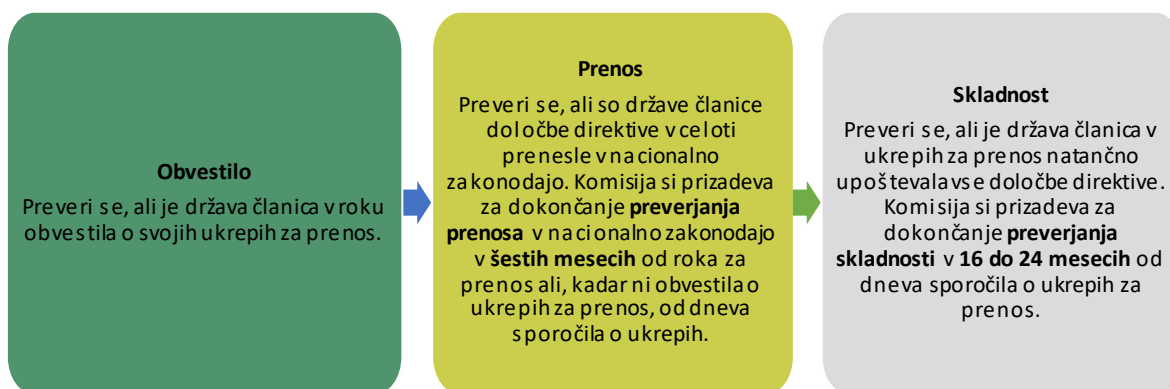 Obvestilo
Preveri se, ali je država članica v roku
obvestila o svojih ukrepih za prenos.
Prenos
Preveri se, ali so države članice
določbe direktive v celoti
prenesle v nacionalno
zakonodajo. Komisija si prizadeva
za dokončanje preverjanja
prenosa v nacionalno zakonodajo
v šestih mesecih od roka za
prenos ali, kadar ni obvestila o
ukrepih za prenos, od dneva
sporočila o ukrepih.
Skladnost
Preveri se, ali je država članica v
ukrepih za prenos natančno
upoštevala vse določbe direktive.
Komisija si prizadeva za
dokončanje preverjanja
skladnosti v 16 do 24 mesecih od
dneva sporočila o ukrepih za
prenos.